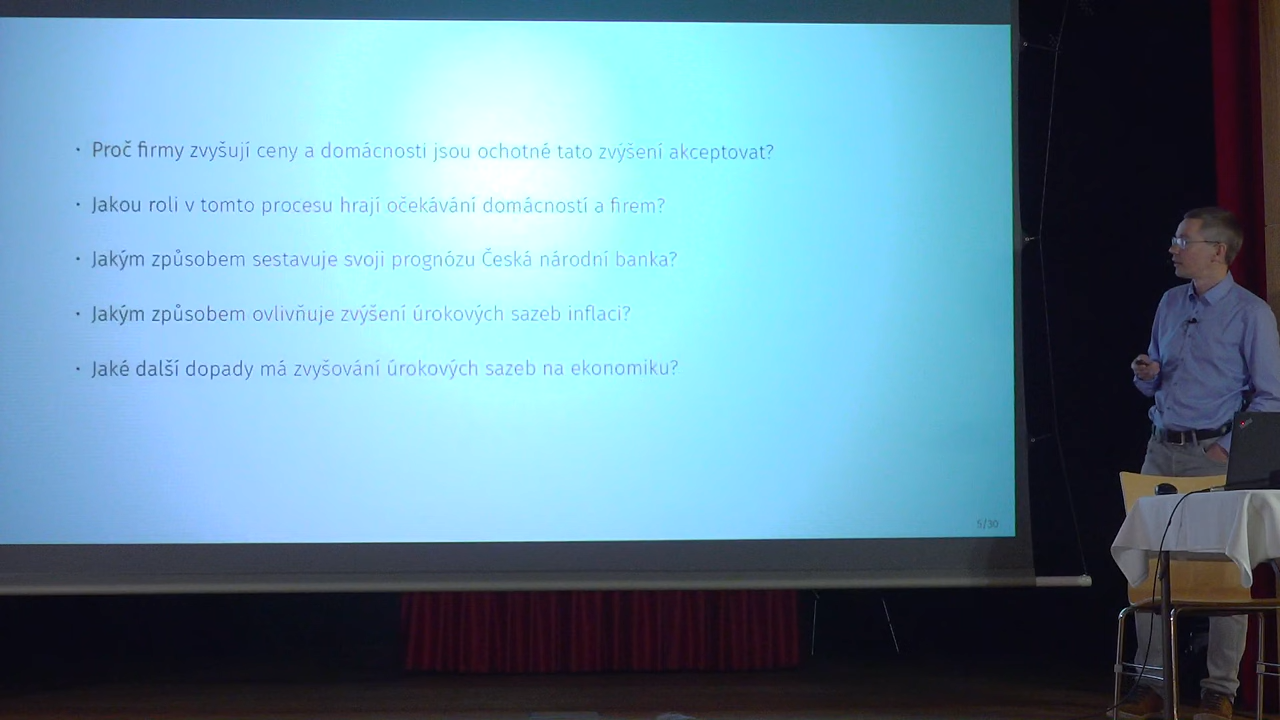 • Proč firmy zvyšují ceny a domácnosti jsou ochotné tato zvýšení akceptovat?
• Jakou roli v tomto procesu hrají očekávání domácností a firem?
• Jakým způsobem sestavuje svoji prognózu Česká národní banka?
• Jakým způsobem ovlivňuje zvýšení úrokových sazeb inflaci?
• Jaké další dopady má zvyšování úrokových sazeb na ekonomiku?
5/30